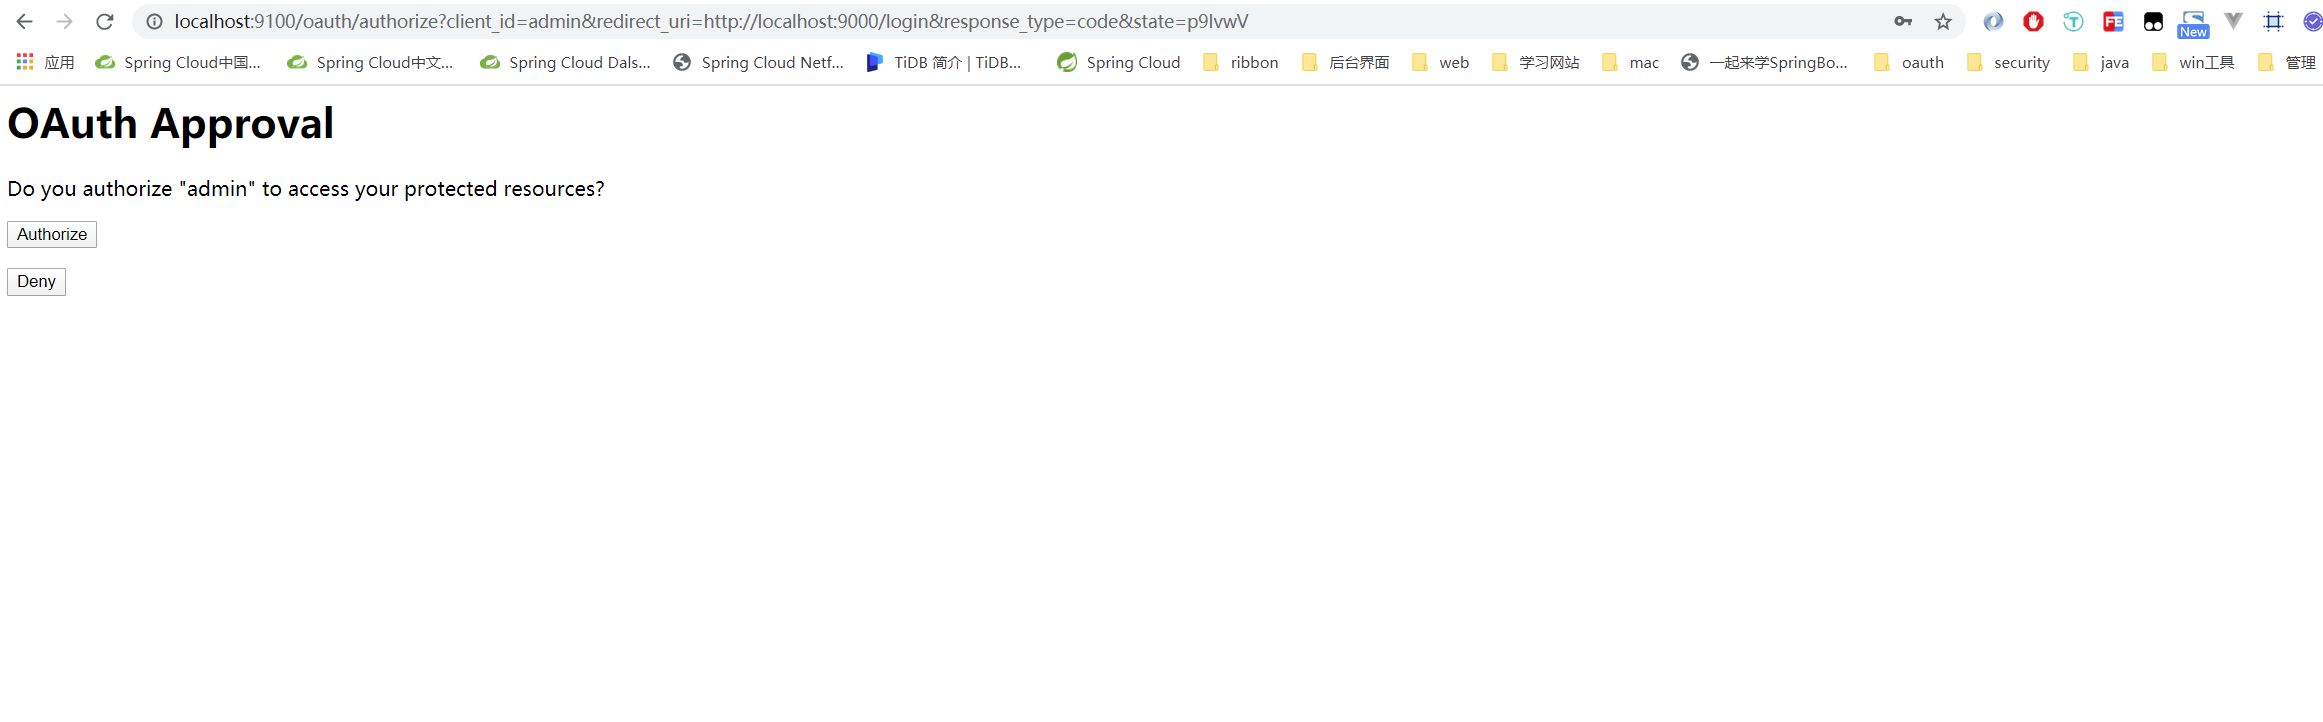 localhost:9100/oauth/authorize?client_id=admin&redirect_uri=http://localhost:9000/login&response_type=code&state=p9lvwV
New
应用 Spring Cloud中国... Spring Cloud中文... Spring Cloud Dals... Spring Cloud Netf... TiDB 简介 | TiDB... Spring Cloud ribbon 后台界面 web 学习网站 mac 一起来学SpringBo... oauth security java win工具 管理
OAuth Approval
Do you authorize "admin" to access your protected resources?
Authorize
Deny